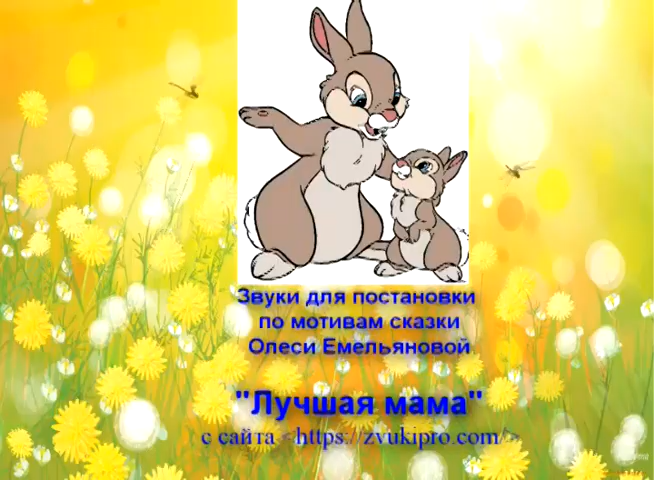 Звуки для постановки
по мотивам сказки
Олеси Емельяновой
"Лучшая мама"
с сайта <https://zvukipro.com/>